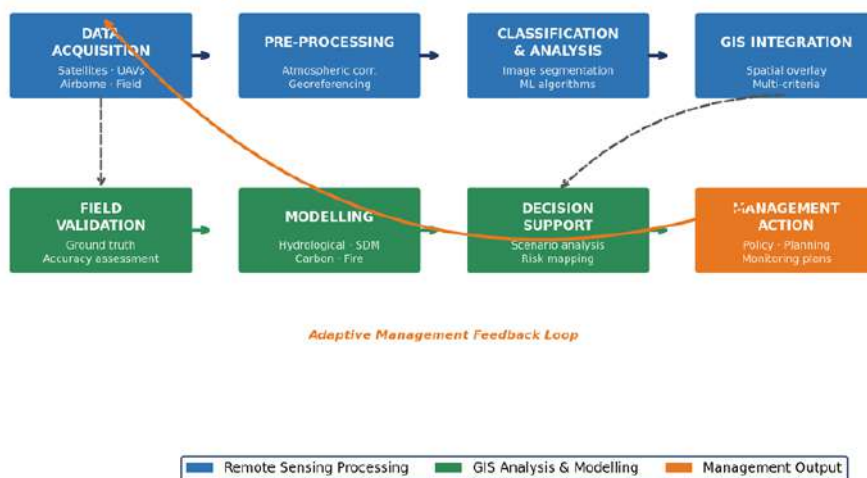 DATA
ACQUISITION
Satellites · UAVs
Airborne · Field
PRE-PROCESSING
Atmospheric corr.
Georeferencing
CLASSIFICATION
& ANALYSIS
Image segmentation
ML algorithms
GIS INTEGRATION
Spatial overlay
Multi-criteria
FIELD
VALIDATION
Ground truth
Accuracy assessment
MODELLING
Hydrological · SDM
Carbon · Fire
DECISION
SUPPORT
Scenario analysis
Risk mapping
MANAGEMENT
ACTION
Policy · Planning
Monitoring plans
Adaptive Management Feedback Loop
Remote Sensing Processing
GIS Analysis & Modelling
Management Output